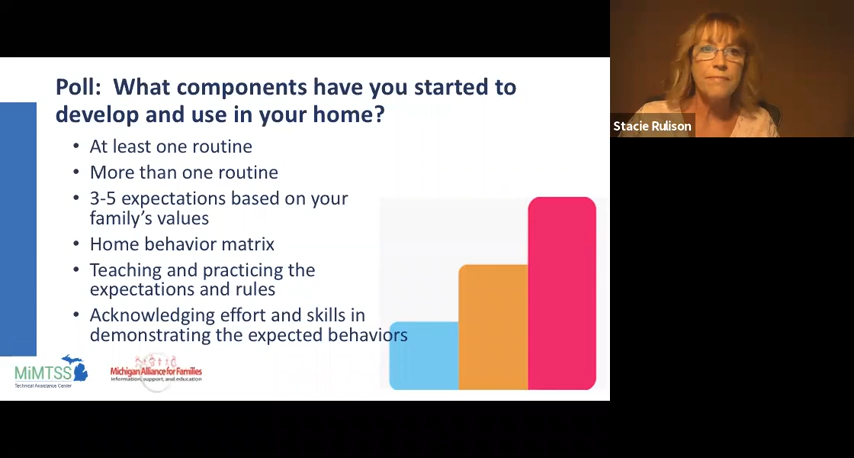 Poll:  What components have you started to
develop and use in your home?
• At least one routine
• More than one routine
• 3-5 expectations based on your
family's values
• Home behavior matrix
• Teaching and practicing the
expectations and rules
• Acknowledging effort and skills in
demonstrating the expected behaviors
MiMTSS
Technical Assistance Center
Michigan Alliance for Families
information, support, and education
Stacie Rulison